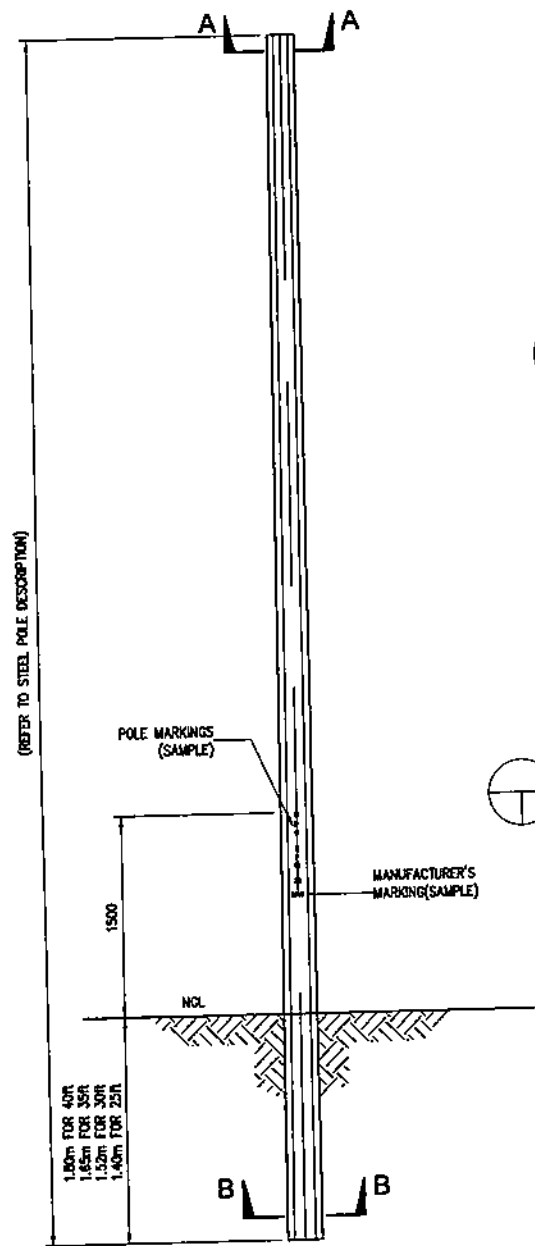 A A
(REFER TO STEEL POLE DESCRIPTION)
POLE MARKINGS
(SAMPLE)
MANUFACTURER'S
MARKING(SAMPLE)
1500
NGL
1.80m FOR 40ft
1.65m FOR 35ft
1.52m FOR 30ft
1.40m FOR 25ft
B B